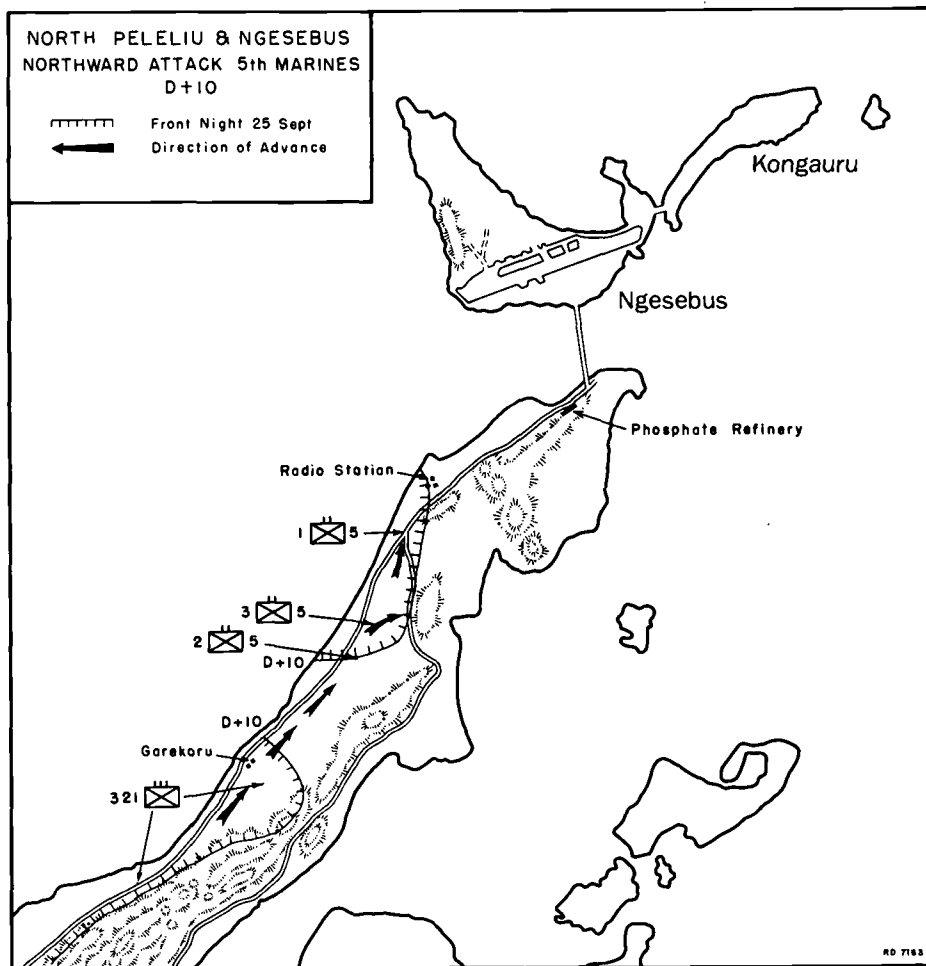 NORTH PELELIU & NGESEBUS
NORTHWARD ATTACK 5th MARINES
D+10
Front Night 25 Sept
Direction of Advance
Kongauru
Ngesebus
Phosphate Refinery
Radio Station
1 5
3 5
2 5
D+10
D+10
Garekoru
321
RD 7163